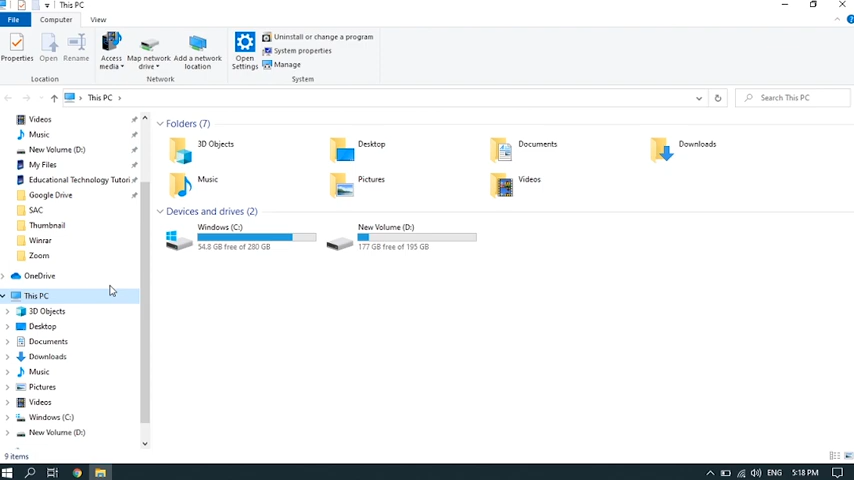 This PC
File Computer View
Properties Open Rename Access media Map network drive Add a network location Open Settings
Uninstall or change a program
System properties
Manage
Location Network System
This PC
Search This PC
Videos
Music
New Volume (D:)
My Files
Educational Technology Tutori
Google Drive
SAC
Thumbnail
Winrar
Zoom
OneDrive
This PC
3D Objects
Desktop
Documents
Downloads
Music
Pictures
Videos
Windows (C:)
New Volume (D:)
Folders (7)
3D Objects Desktop Documents Downloads
Music Pictures Videos
Devices and drives (2)
Windows (C:) New Volume (D:)
54.8 GB free of 280 GB 177 GB free of 195 GB
9 items
ENG 5:18 PM